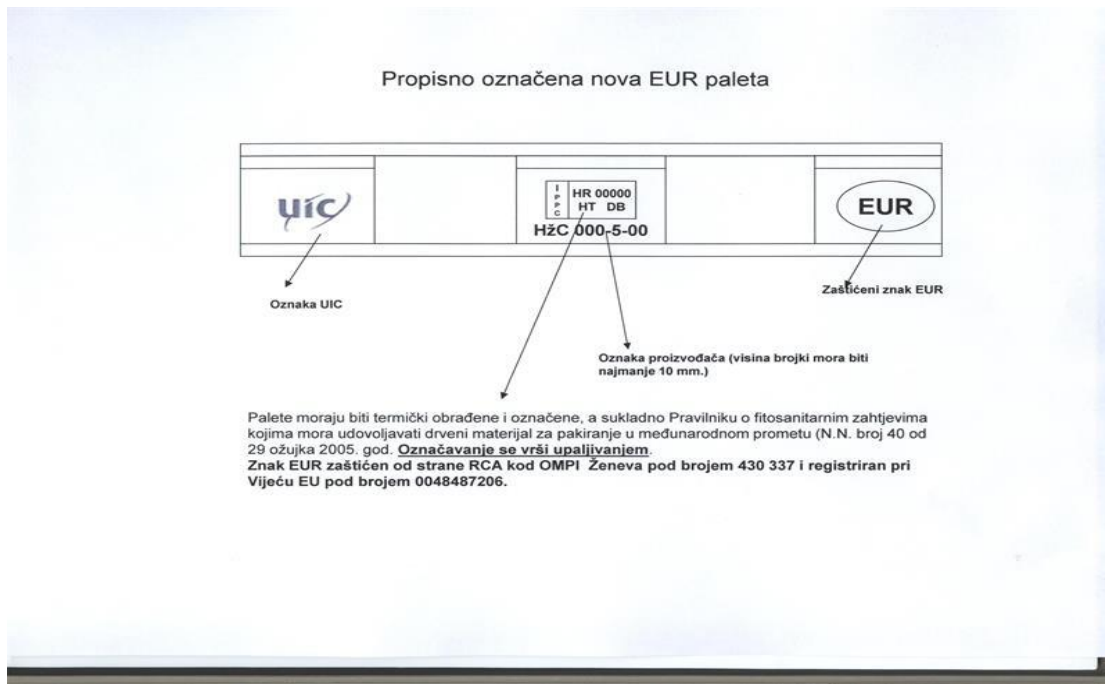 Propisno označena nova EUR paleta
uic
I
P
P
C
HR 00000
HT DB
HžC 000-5-00
EUR
Oznaka UIC
Zaštićeni znak EUR
Oznaka proizvođača (visina brojki mora biti
najmanje 10 mm.)
Palete moraju biti termički obrađene i označene, a sukladno Pravilniku o fitosanitarnim zahtjevima
kojima mora udovoljavati drveni materijal za pakiranje u međunarodnom prometu (N.N. broj 40 od
29 ožujka 2005. god. Označavanje se vrši upaljivanjem.
Znak EUR zaštićen od strane RCA kod OMPI Ženeva pod brojem 430 337 i registriran pri
Vijeću EU pod brojem 0048487206.